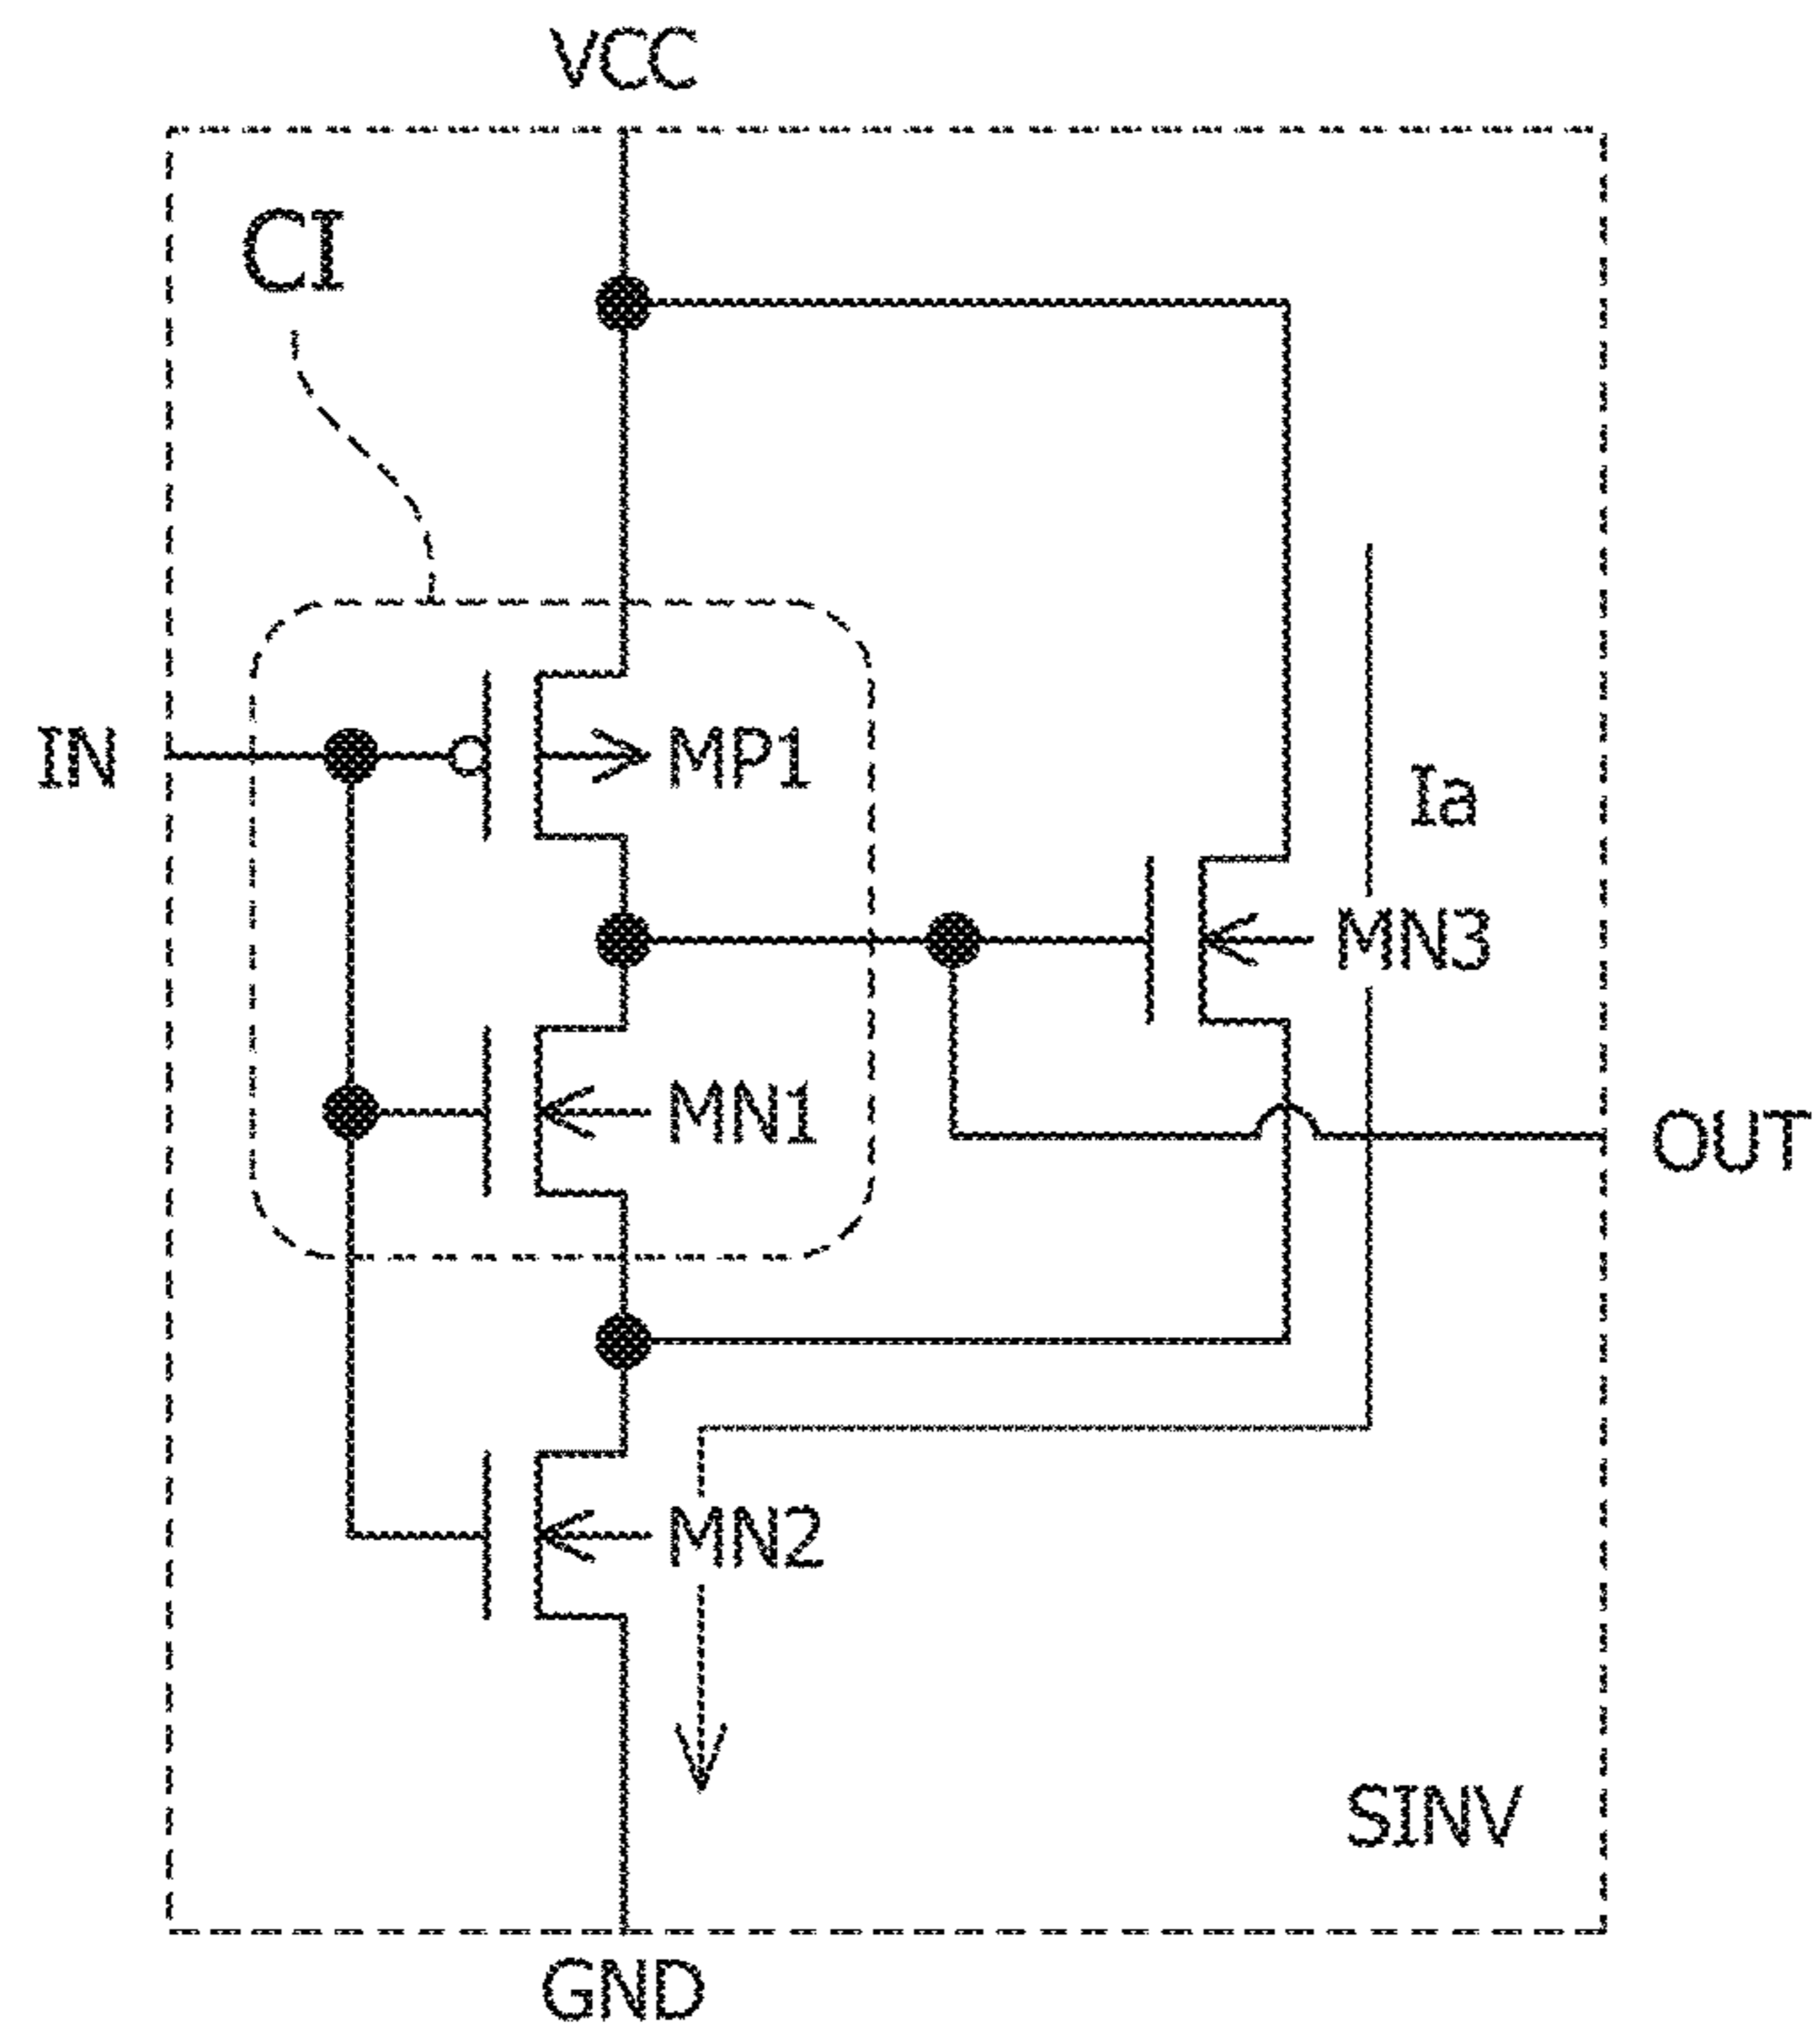 VCC
CI
IN
MP1
Ia
MN3
MN1
OUT
MN2
SINV
GND